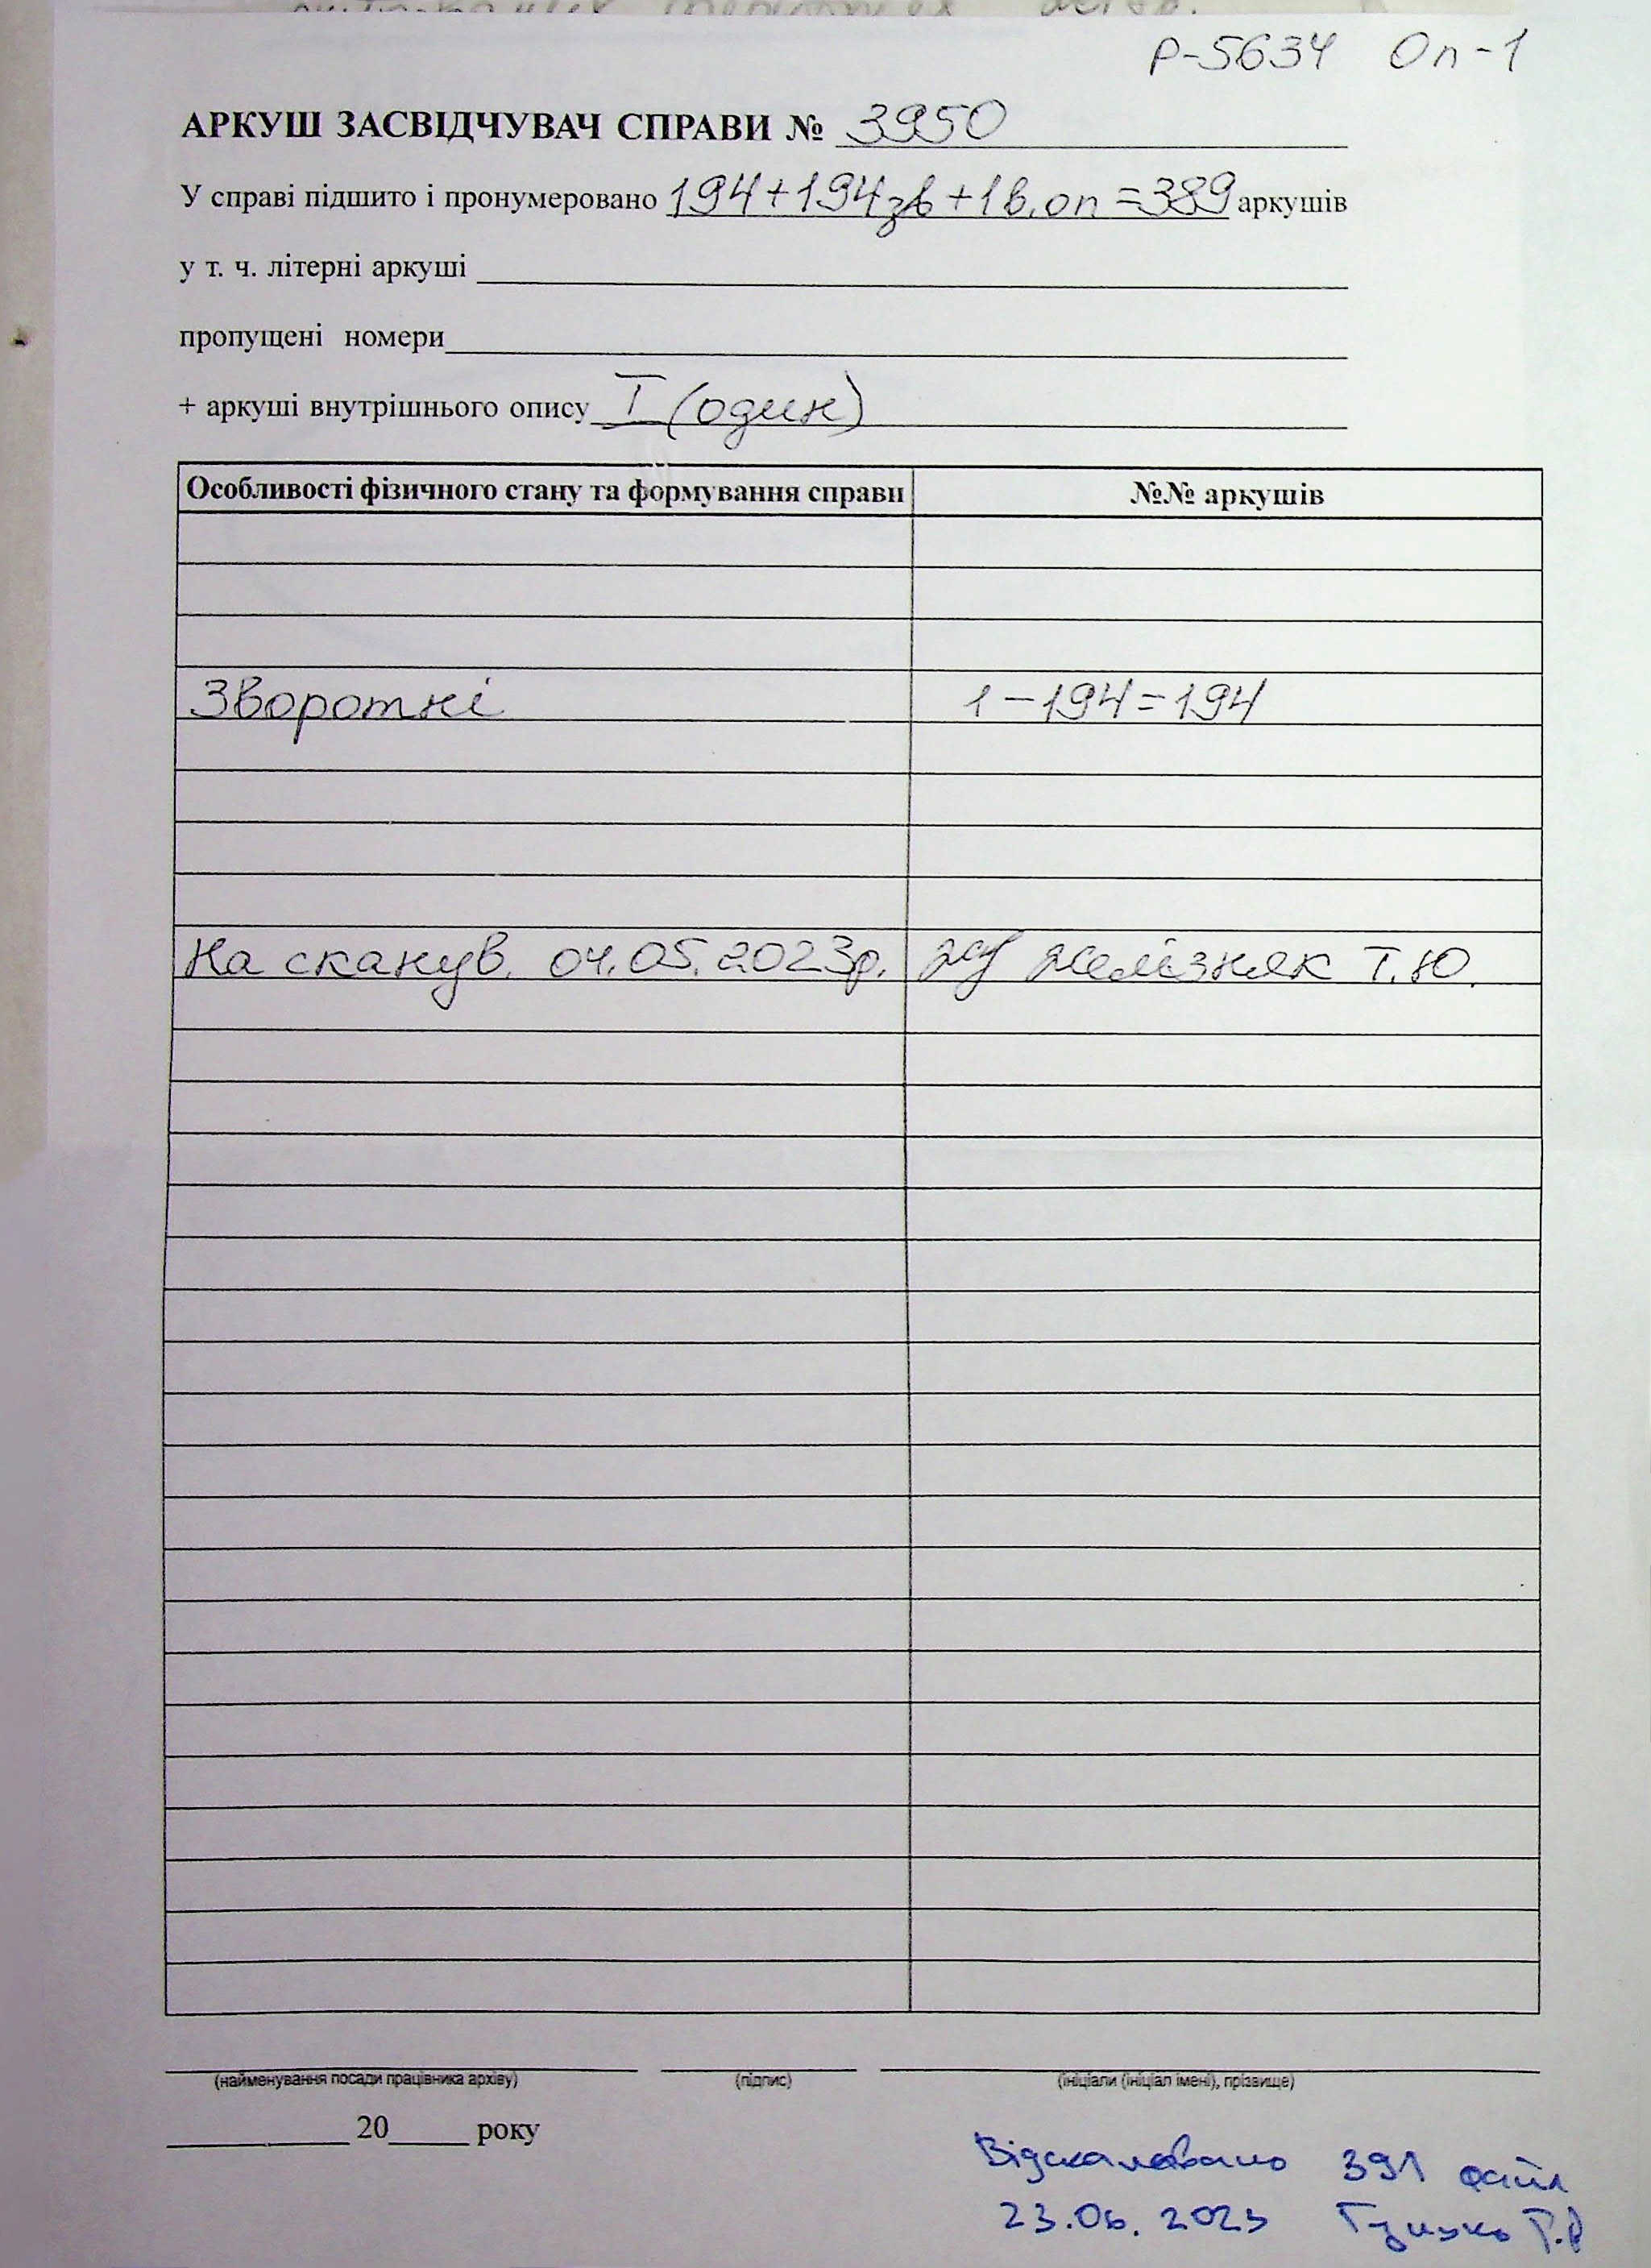 Р-5634 Оп-1
АРКУШ ЗАСВІДЧУВАЧ СПРАВИ № 3950
У справі підшито і пронумеровано 194+194зв+1в.оп=389 аркушів
у т. ч. літерні аркуші
пропущені номери
+ аркуші внутрішнього опису I (один)
Особливості фізичного стану та формування справи №№ аркушів
Зворотні 1-194=194
На сканув. 04.05.2023р. Желізняк Т.Ю.
(найменування посади працівника архіву) (підпис) (ініціали (ініціал імені), прізвище)
20 року
Відскановано 391 файл
23.06.2023